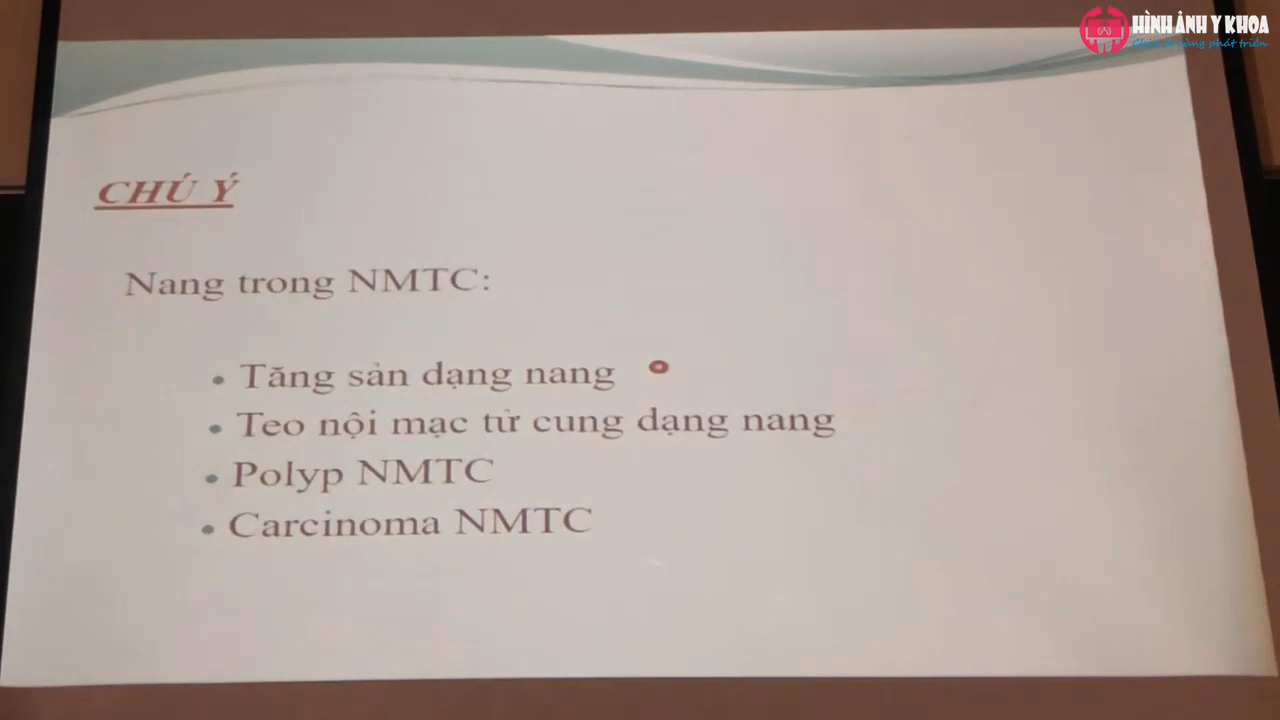 HÌNH ẢNH Y KHOA
CHÚ Ý
Nang trong NMTC:
• Tăng sản dạng nang
• Teo nội mạc tử cung dạng nang
• Polyp NMTC
• Carcinoma NMTC